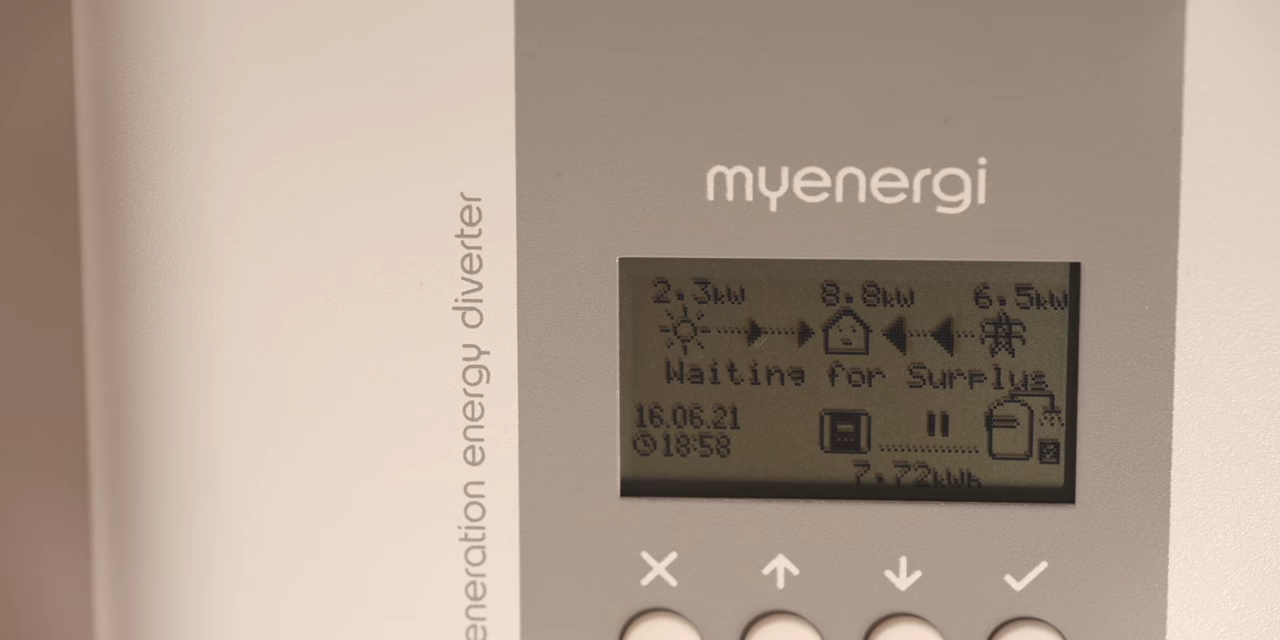 myenergi
2.3kW 8.8kW 6.5kW
Waiting for Surplus
16.06.21
18:58
7.72kWh
eneration energy diverter